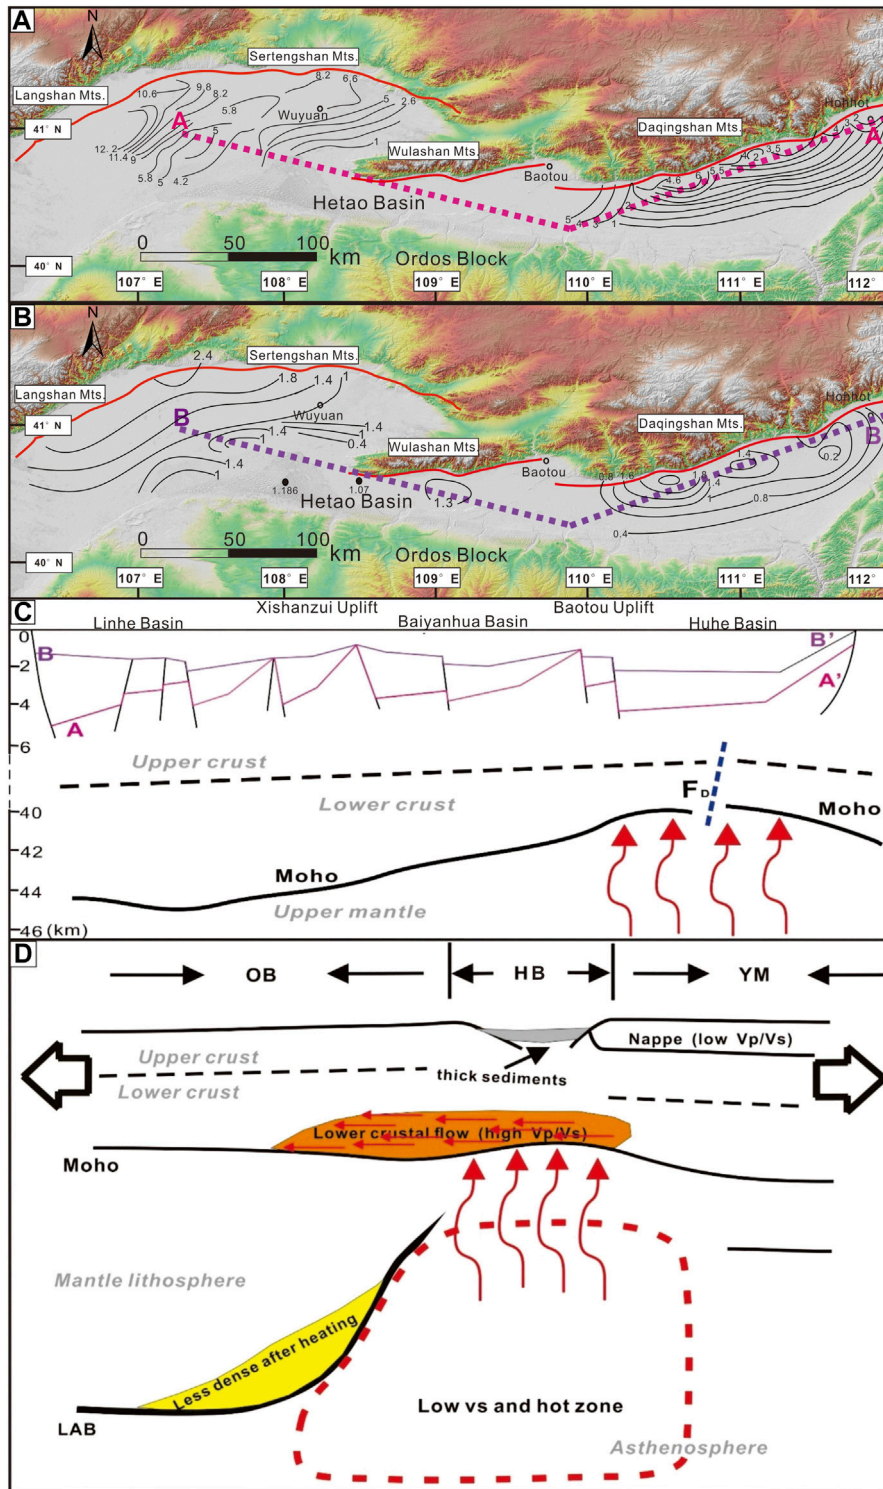 A
N
Sertengshan Mts.
8.2
6.6
9.8
8.2
10.6
Langshan Mts.
5.8
5
2.6
Wuyuan
Hohhot
41° N
A
5
Daqingshan Mts.
A
12. 2
11.4
9
1
Wulashan Mts.
5.8
5
4.2
Baotou
4.6
6
5.5
4
2
3.5
4
3
2
Hetao Basin
5
4
3
1
2
0
50
100
km
Ordos Block
40° N
107° E
108° E
109° E
110° E
111° E
112°
B
N
Sertengshan Mts.
2.4
1.8
1.4
1
Langshan Mts.
Hohhot
41° N
B
Wuyuan
1.4
Daqingshan Mts.
B
1
1.4
0.4
Wulashan Mts.
1.4
1
Baotou
0.8
1.6
1.8
1.4
1.4
0.2
1
0.8
1.186
1.07
Hetao Basin
1.3
0.4
0
50
100
km
Ordos Block
40° N
107° E
108° E
109° E
110° E
111° E
112°
C
Xishanzui Uplift
Baotou Uplift
Linhe Basin
Baiyanhua Basin
Huhe Basin
0
B
B'
-2
A'
-4
A
-6
Upper crust
Lower crust
FD
-40
Moho
-42
Moho
-44
Upper mantle
-46 (km)
D
OB
HB
YM
Nappe (low Vp/Vs)
Upper crust
thick sediments
Lower crust
Lower crustal flow (high Vp/Vs)
Moho
Mantle lithosphere
Less dense after heating
Low vs and hot zone
LAB
Asthenosphere